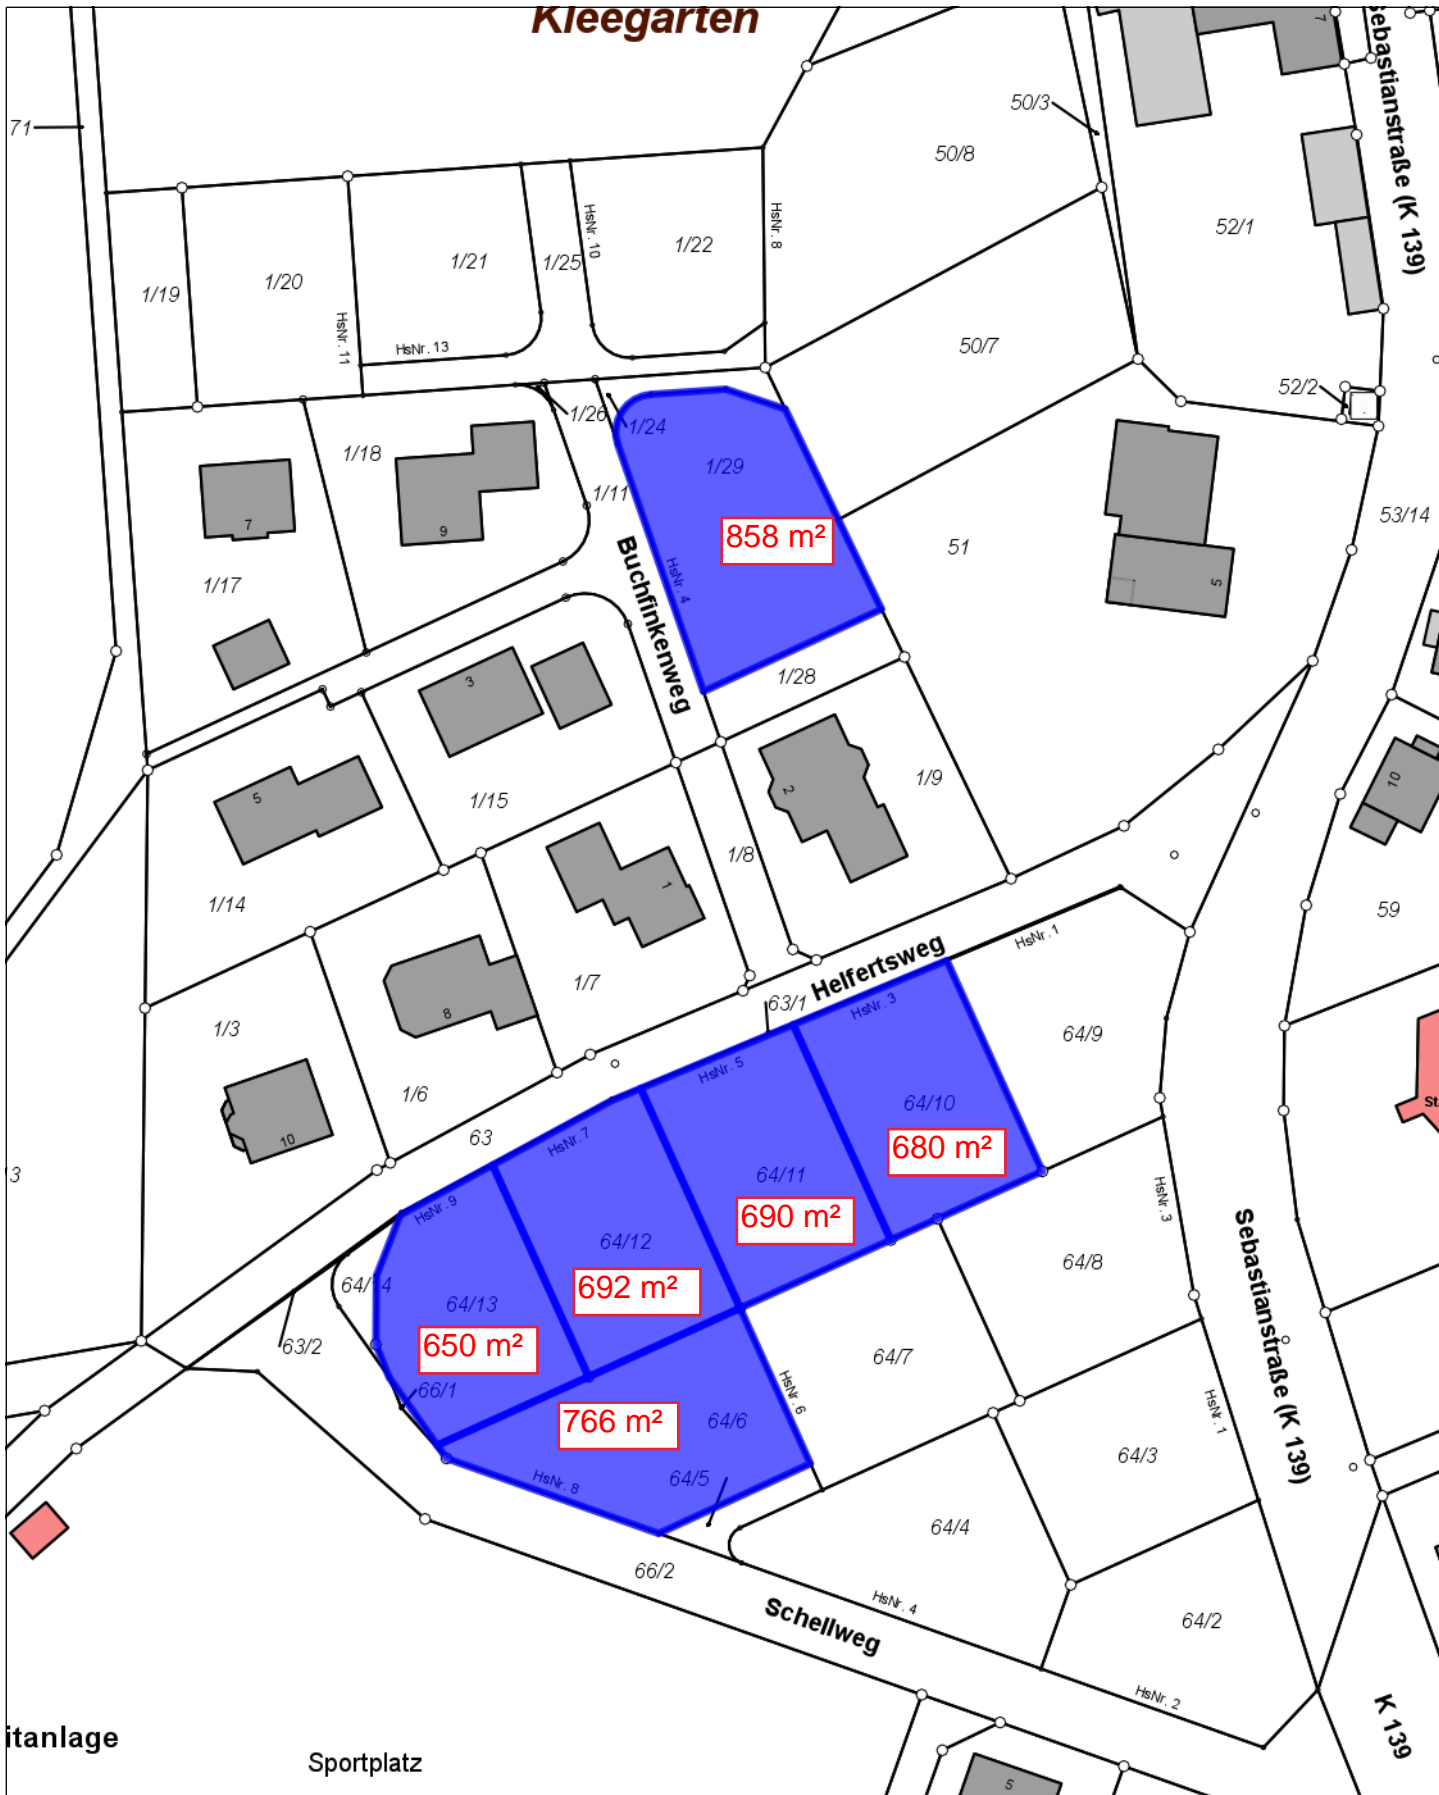 Kleegarten
7
Sebastianstraße (K 139)
71
50/3
50/8
HsNr. 10
HsNr. 8
1/21
1/25
1/22
52/1
1/19
1/20
HsNr. 11
HsNr. 13
50/7
52/2
1/26
1/24
1/18
1/29
1/11
7
9
858 m²
51
53/14
1/17
HsNr. 4
5
Buchfinkenweg
3
1/28
5
1/15
2
1/9
10
1/8
1/14
1
59
Helfertsweg
HsNr. 1
1/7
63/1
HsNr. 3
8
1/3
64/9
HsNr. 5
1/6
64/10
10
63
HsNr. 7
680 m²
3
64/11
HsNr. 9
HsNr. 3
690 m²
64/12
64/8
64/14
692 m²
64/13
650 m²
63/2
64/7
Sebastianstraße (K 139)
66/1
HsNr. 6
HsNr. 1
766 m²
64/6
64/3
HsNr. 8
64/5
64/4
66/2
HsNr. 4
Schellweg
64/2
HsNr. 2
K 139
itanlage
Sportplatz
5
St